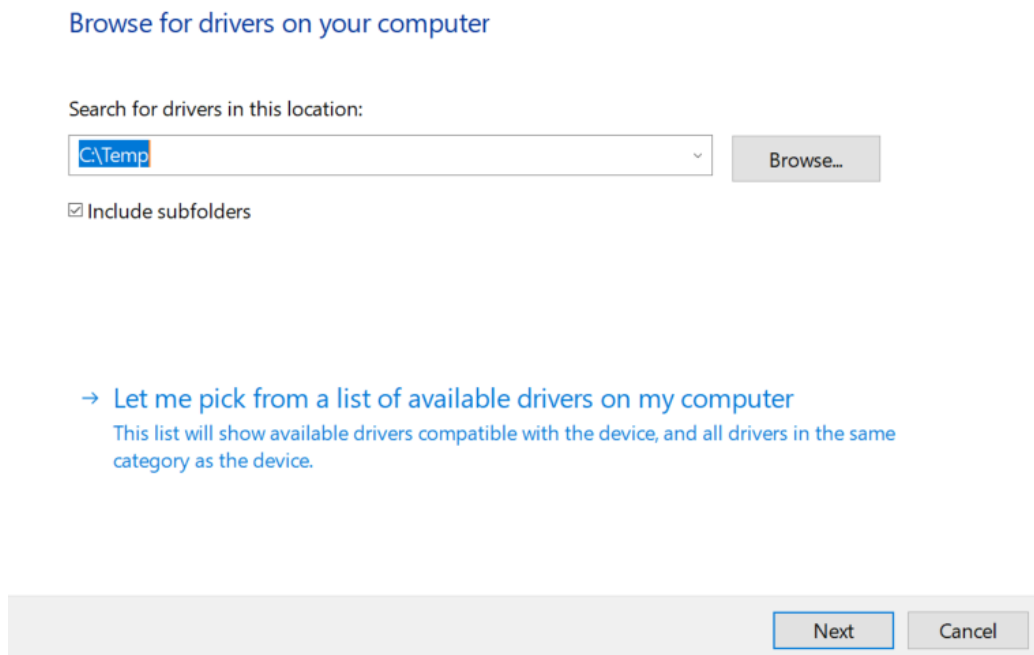 Browse for drivers on your computer
Search for drivers in this location:
C:\Temp
Browse...
Include subfolders
→ Let me pick from a list of available drivers on my computer
This list will show available drivers compatible with the device, and all drivers in the same
category as the device.
Next
Cancel